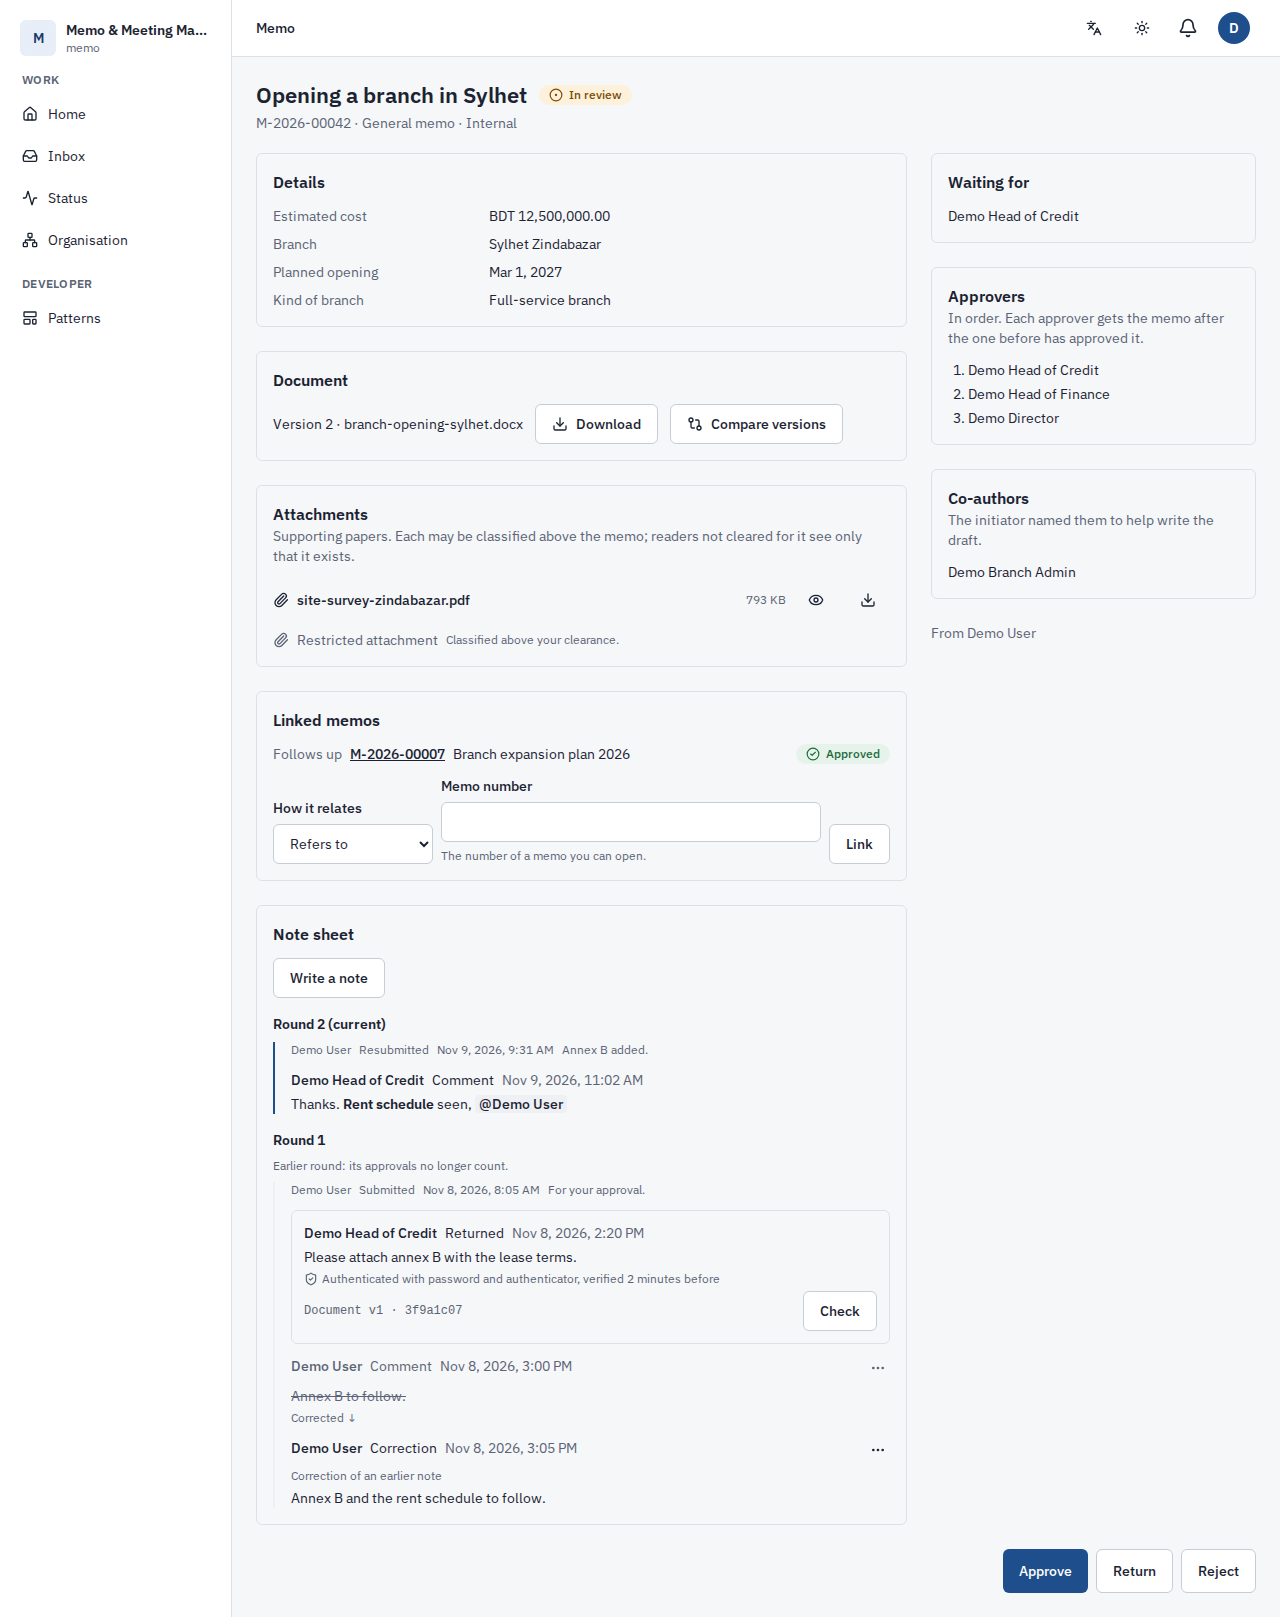 M
Memo & Meeting Ma...
memo
WORK
Home
Inbox
Status
Organisation
DEVELOPER
Patterns
Memo
D
Opening a branch in Sylhet
In review
M-2026-00042 · General memo · Internal
Details
Estimated cost BDT 12,500,000.00
Branch Sylhet Zindabazar
Planned opening Mar 1, 2027
Kind of branch Full-service branch
Document
Version 2 · branch-opening-sylhet.docx
Download
Compare versions
Attachments
Supporting papers. Each may be classified above the memo; readers not cleared for it see only
that it exists.
site-survey-zindabazar.pdf 793 KB
Restricted attachment Classified above your clearance.
Linked memos
Follows up M-2026-00007 Branch expansion plan 2026 Approved
How it relates
Refers to
Memo number
The number of a memo you can open.
Link
Note sheet
Write a note
Round 2 (current)
Demo User Resubmitted Nov 9, 2026, 9:31 AM Annex B added.
Demo Head of Credit Comment Nov 9, 2026, 11:02 AM
Thanks. Rent schedule seen, @Demo User
Round 1
Earlier round: its approvals no longer count.
Demo User Submitted Nov 8, 2026, 8:05 AM For your approval.
Demo Head of Credit Returned Nov 8, 2026, 2:20 PM
Please attach annex B with the lease terms.
Authenticated with password and authenticator, verified 2 minutes before
Document v1 · 3f9a1c07
Check
Demo User Comment Nov 8, 2026, 3:00 PM
Annex B to follow.
Corrected ↓
Demo User Correction Nov 8, 2026, 3:05 PM
Correction of an earlier note
Annex B and the rent schedule to follow.
Waiting for
Demo Head of Credit
Approvers
In order. Each approver gets the memo after
the one before has approved it.
1. Demo Head of Credit
2. Demo Head of Finance
3. Demo Director
Co-authors
The initiator named them to help write the
draft.
Demo Branch Admin
From Demo User
Approve
Return
Reject